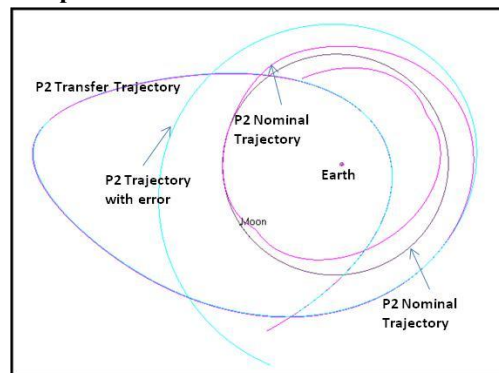 P2 Transfer Trajectory
P2 Nominal
Trajectory
P2 Trajectory
with error
Earth
Moon
P2 Nominal
Trajectory